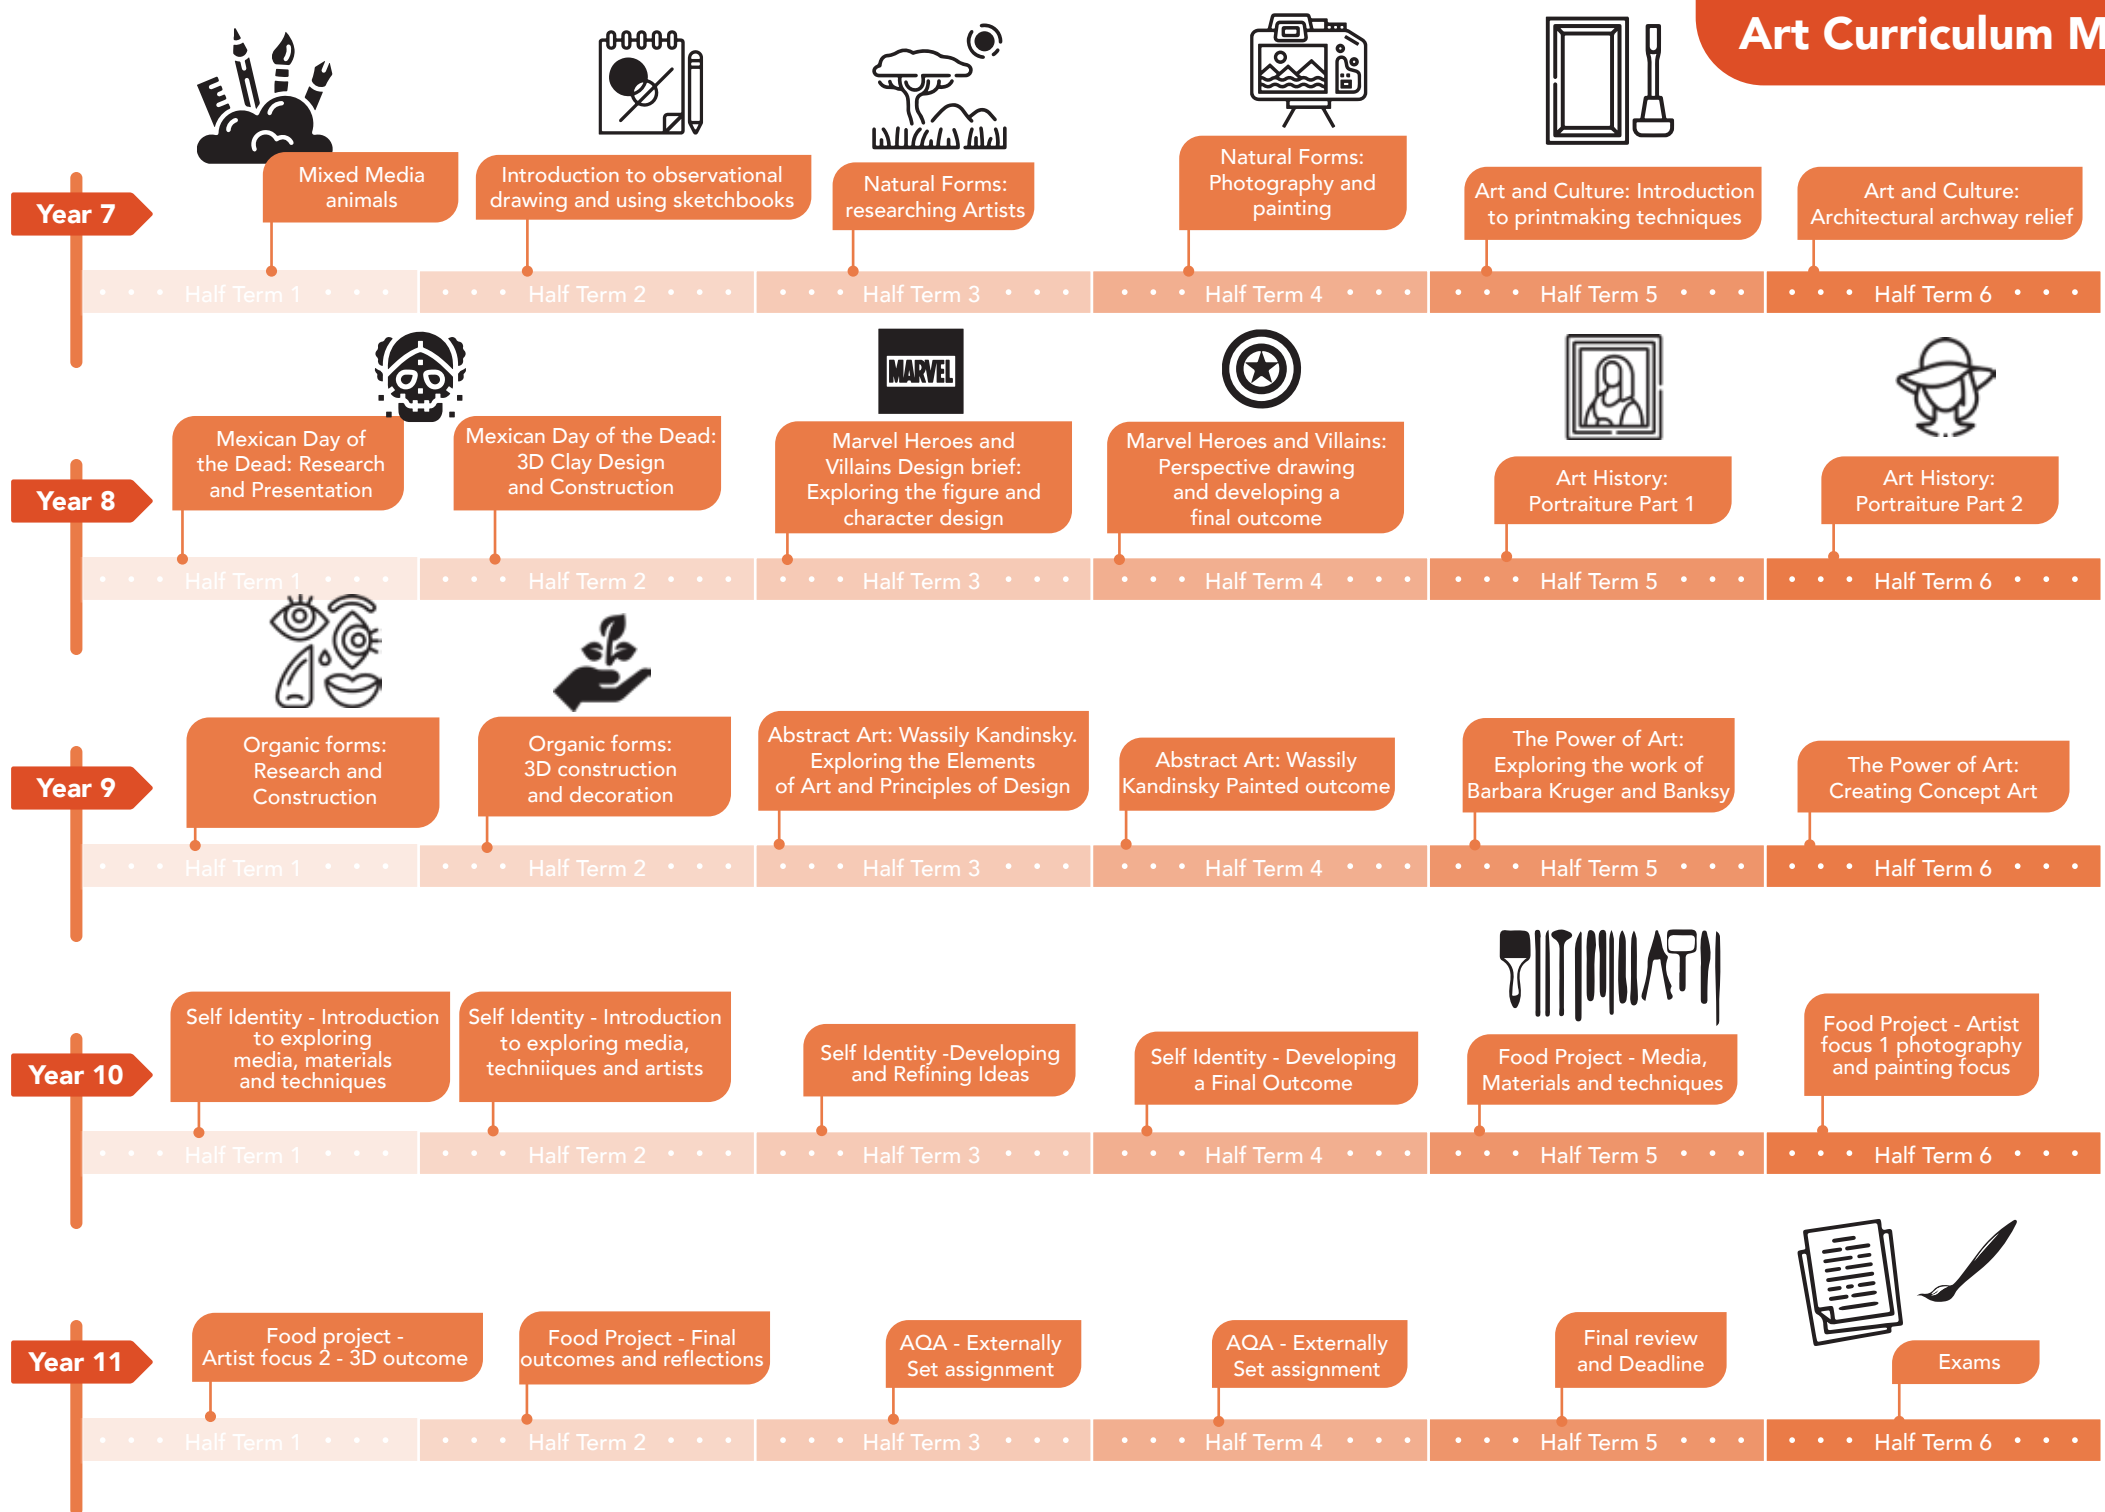 Art Curriculum M
Mixed Media
animals
Introduction to observational
drawing and using sketchbooks
Natural Forms:
researching Artists
Natural Forms:
Photography and
painting
Art and Culture: Introduction
to printmaking techniques
Art and Culture:
Architectural archway relief
Year 7
Half Term 1
Half Term 2
Half Term 3
Half Term 4
Half Term 5
Half Term 6
MARVEL
Mexican Day of
the Dead: Research
and Presentation
Mexican Day of the Dead:
3D Clay Design
and Construction
Marvel Heroes and
Villains Design brief:
Exploring the figure and
character design
Marvel Heroes and Villains:
Perspective drawing
and developing a
final outcome
Art History:
Portraiture Part 1
Art History:
Portraiture Part 2
Year 8
Half Term 1
Half Term 2
Half Term 3
Half Term 4
Half Term 5
Half Term 6
Organic forms:
Research and
Construction
Organic forms:
3D construction
and decoration
Abstract Art: Wassily Kandinsky.
Exploring the Elements
of Art and Principles of Design
Abstract Art: Wassily
Kandinsky Painted outcome
The Power of Art:
Exploring the work of
Barbara Kruger and Banksy
The Power of Art:
Creating Concept Art
Year 9
Half Term 1
Half Term 2
Half Term 3
Half Term 4
Half Term 5
Half Term 6
Self Identity - Introduction
to exploring
media, materials
and techniques
Self Identity - Introduction
to exploring media,
techniiques and artists
Self Identity -Developing
and Refining Ideas
Self Identity - Developing
a Final Outcome
Food Project - Media,
Materials and techniques
Food Project - Artist
focus 1 photography
and painting focus
Year 10
Half Term 1
Half Term 2
Half Term 3
Half Term 4
Half Term 5
Half Term 6
Food project -
Artist focus 2 - 3D outcome
Food Project - Final
outcomes and reflections
AQA - Externally
Set assignment
AQA - Externally
Set assignment
Final review
and Deadline
Exams
Year 11
Half Term 1
Half Term 2
Half Term 3
Half Term 4
Half Term 5
Half Term 6